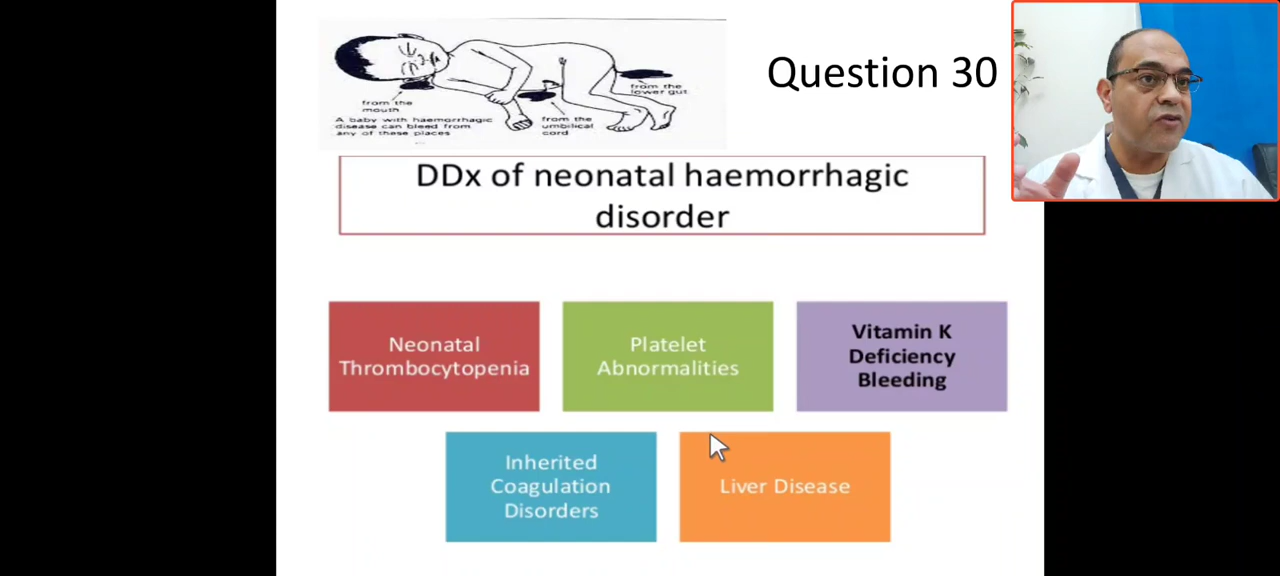 from the
mouth
A baby with haemorrhagic
disease can bleed from
any of these places
from the
umbilical
cord
from the
lower gut
Question 30
DDx of neonatal haemorrhagic
disorder
Neonatal
Thrombocytopenia
Platelet
Abnormalities
Vitamin K
Deficiency
Bleeding
Inherited
Coagulation
Disorders
Liver Disease